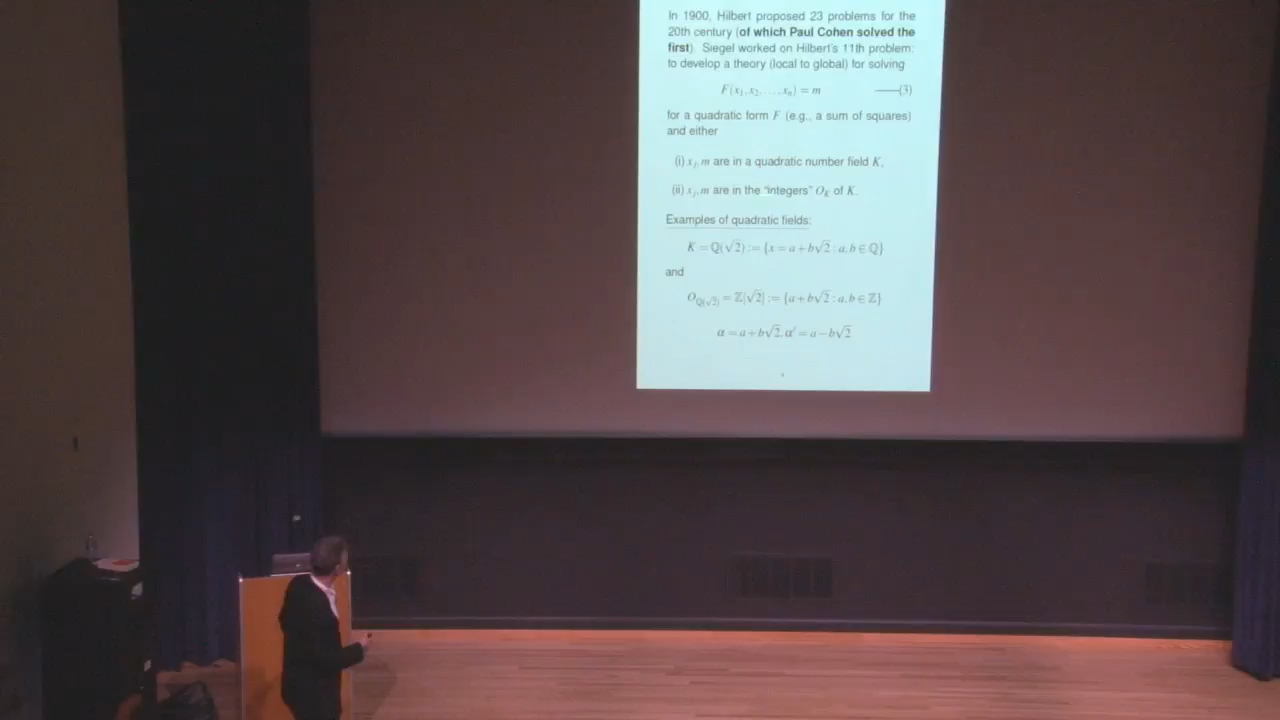 In 1900, Hilbert proposed 23 problems for the
20th century (of which Paul Cohen solved the
first). Siegel worked on Hilbert's 11th problem:
to develop a theory (local to global) for solving
F(x₁,x₂,…,xₙ) = m ——(3)
for a quadratic form F (e.g., a sum of squares)
and either
(i) xⱼ,m are in a quadratic number field K,
(ii) xⱼ,m are in the "integers" O_K of K.
Examples of quadratic fields:
K = ℚ(√2) := {x = a + b√2 : a,b ∈ ℚ}
and
O_ℚ(√2) = ℤ[√2] := {a + b√2 : a,b ∈ ℤ}
α = a + b√2, α′ = a − b√2